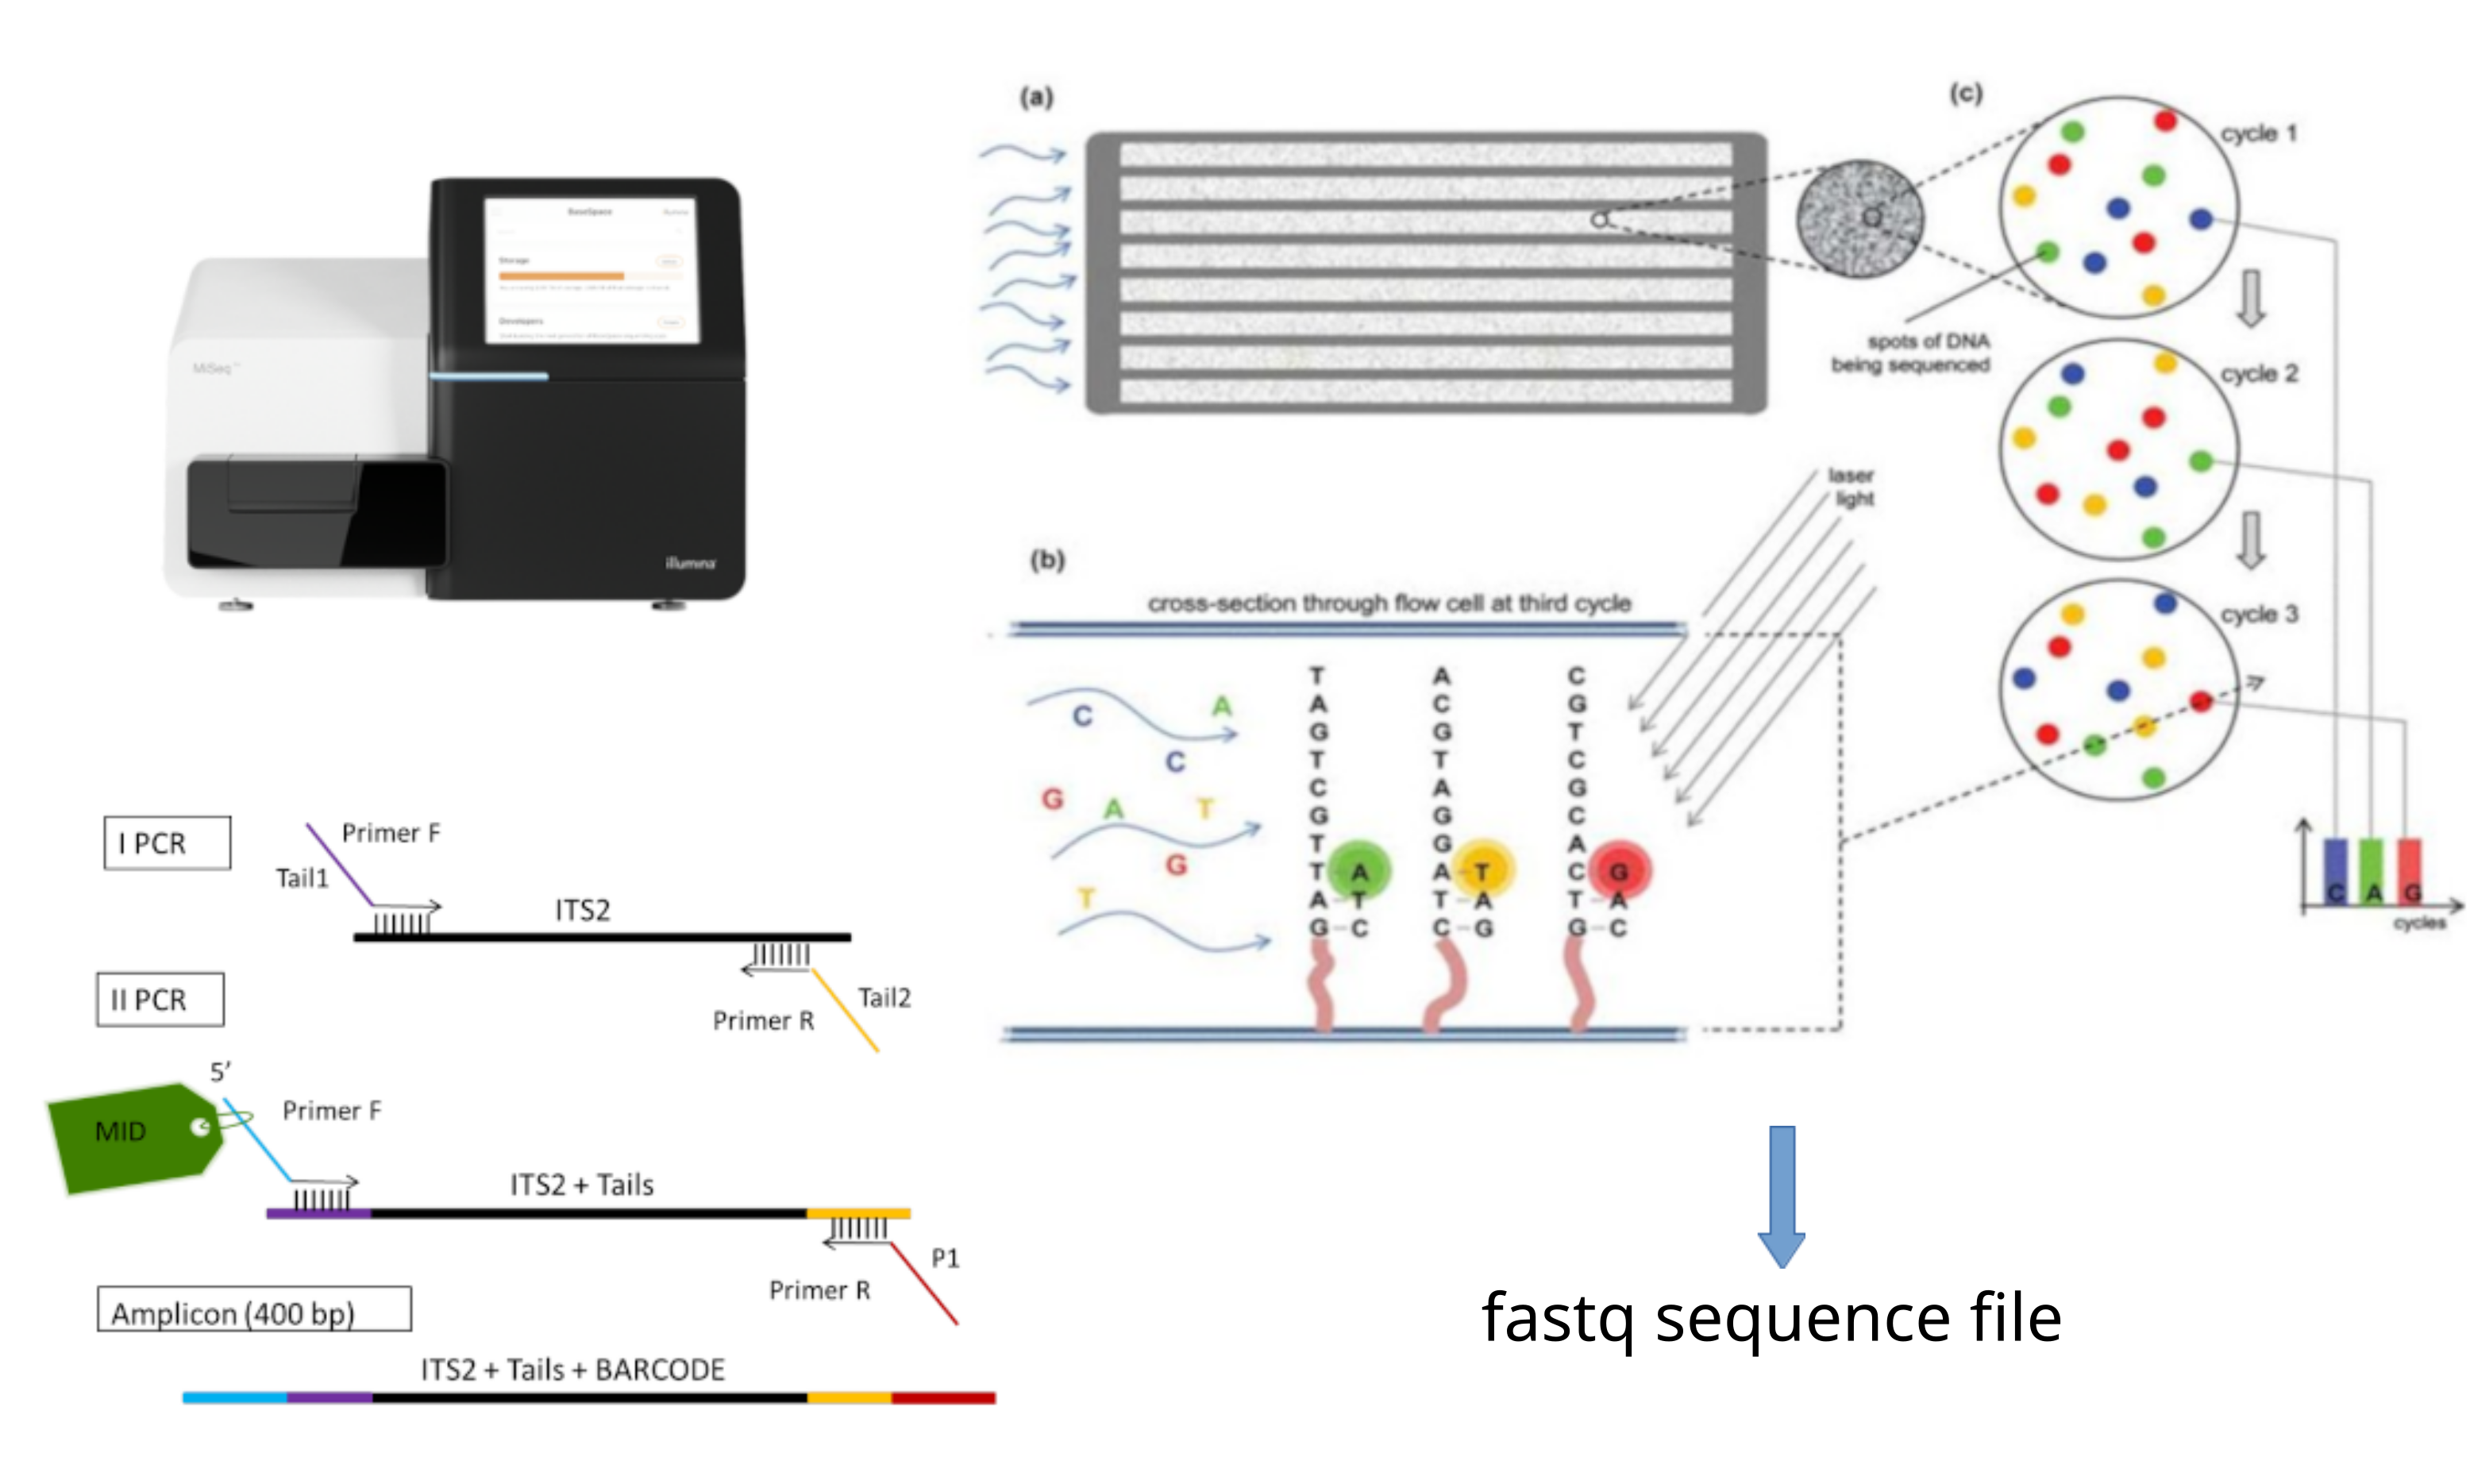 MiSeq™
BaseSpace
Storage
Developers
illumina
I PCR
Primer F
Tail1
ITS2
II PCR
Tail2
Primer R
5’
MID
Primer F
ITS2 + Tails
P1
Primer R
Amplicon (400 bp)
ITS2 + Tails + BARCODE
(a)
(c)
cycle 1
spots of DNA
being sequenced
cycle 2
cycle 3
C A G
cycles
(b)
laser
light
cross-section through flow cell at third cycle
T A C
A C G
G G T
T T C
C A G
G G C
T G A
T A A T C G
A T T A T A
G C C G G C
C A
C
G A T
G
T
fastq sequence file